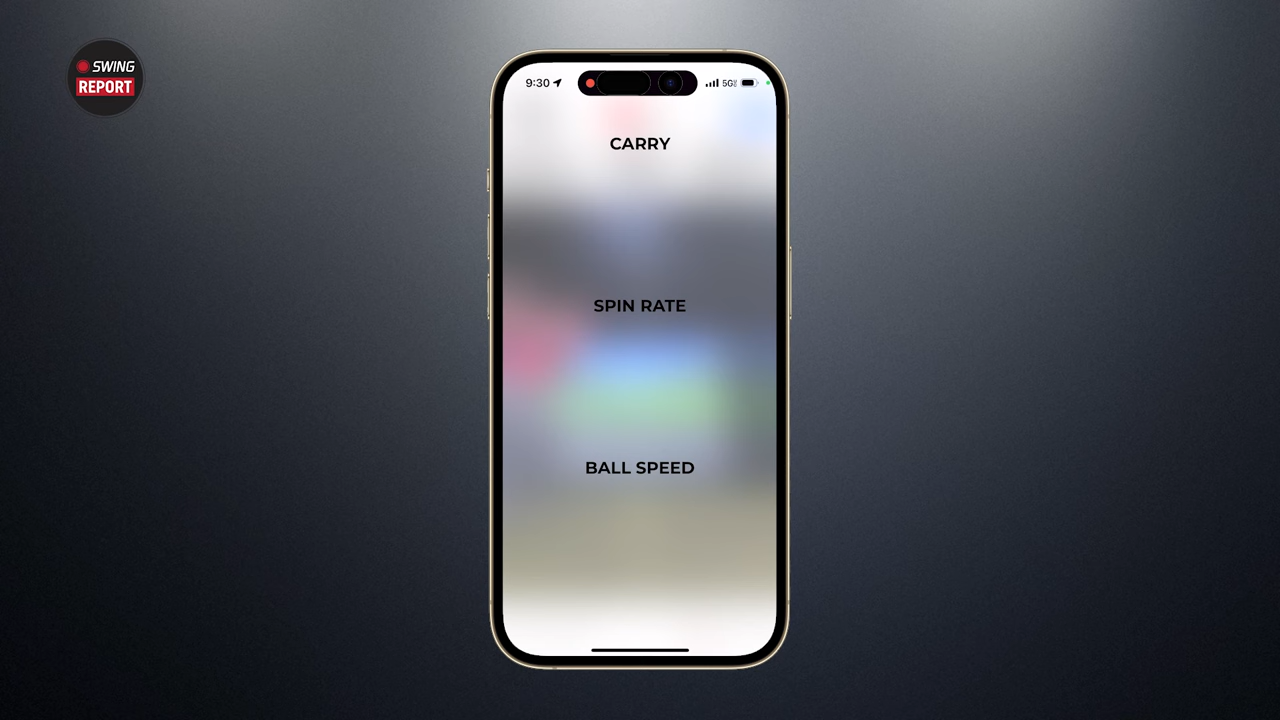 SWING
REPORT
9:30
5G
CARRY
SPIN RATE
BALL SPEED